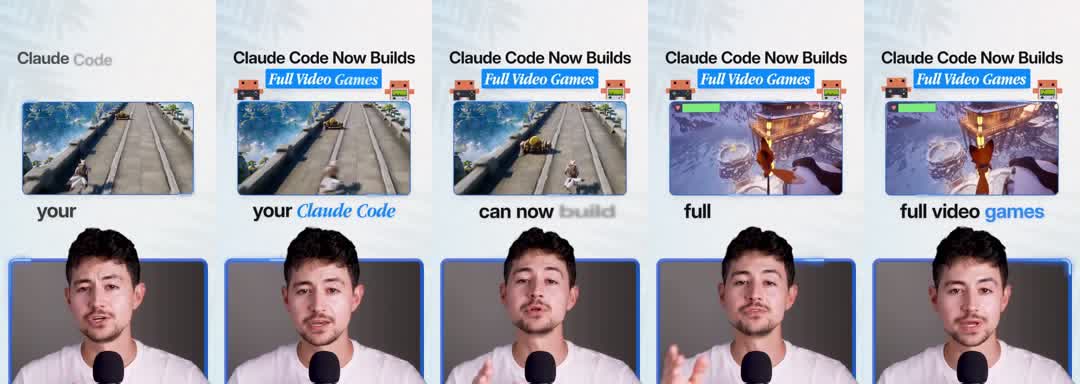 Claude Code
your
Claude Code Now Builds
Full Video Games
your Claude Code
Claude Code Now Builds
Full Video Games
can now build
Claude Code Now Builds
Full Video Games
full
Claude Code Now Builds
Full Video Games
full video games